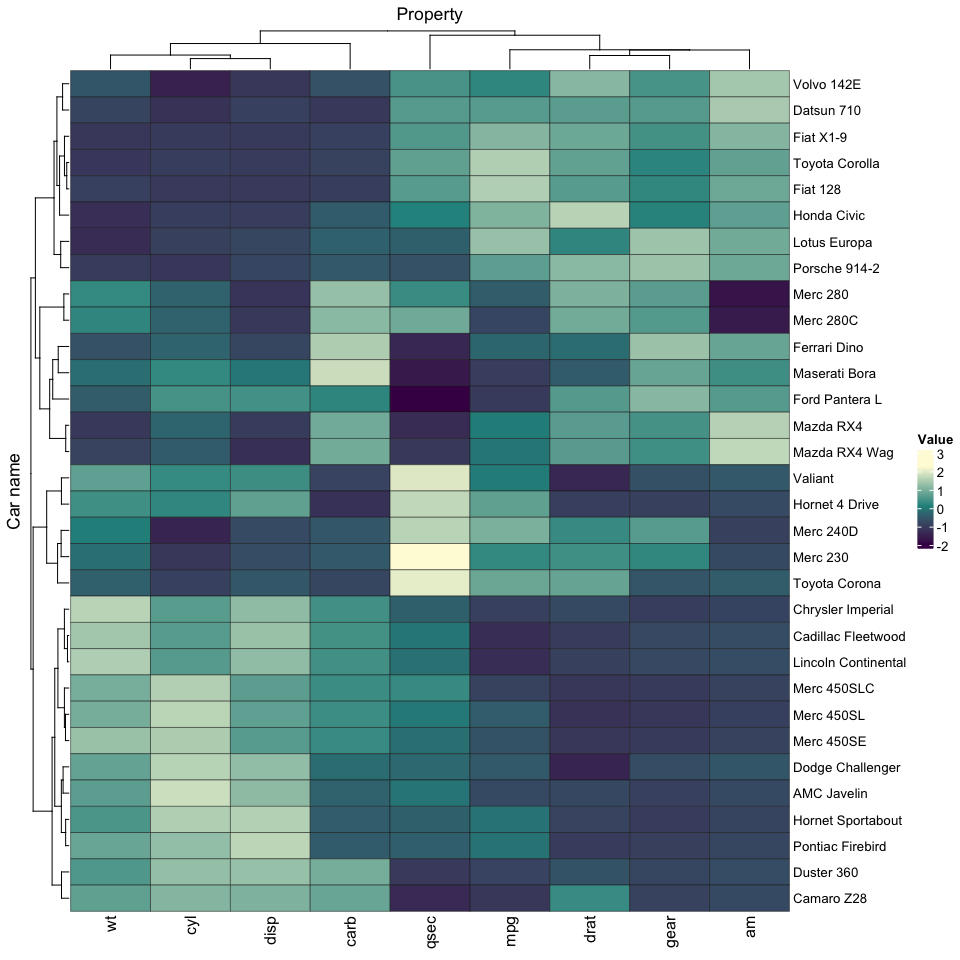 Property
Volvo 142E
Datsun 710
Fiat X1-9
Toyota Corolla
Fiat 128
Honda Civic
Lotus Europa
Porsche 914-2
Merc 280
Merc 280C
Ferrari Dino
Maserati Bora
Ford Pantera L
Mazda RX4
Mazda RX4 Wag
Valiant
Hornet 4 Drive
Merc 240D
Merc 230
Toyota Corona
Chrysler Imperial
Cadillac Fleetwood
Lincoln Continental
Merc 450SLC
Merc 450SL
Merc 450SE
Dodge Challenger
AMC Javelin
Hornet Sportabout
Pontiac Firebird
Duster 360
Camaro Z28
Car name
wt cyl disp carb qsec mpg drat gear am
Value
3
2
1
0
-1
-2